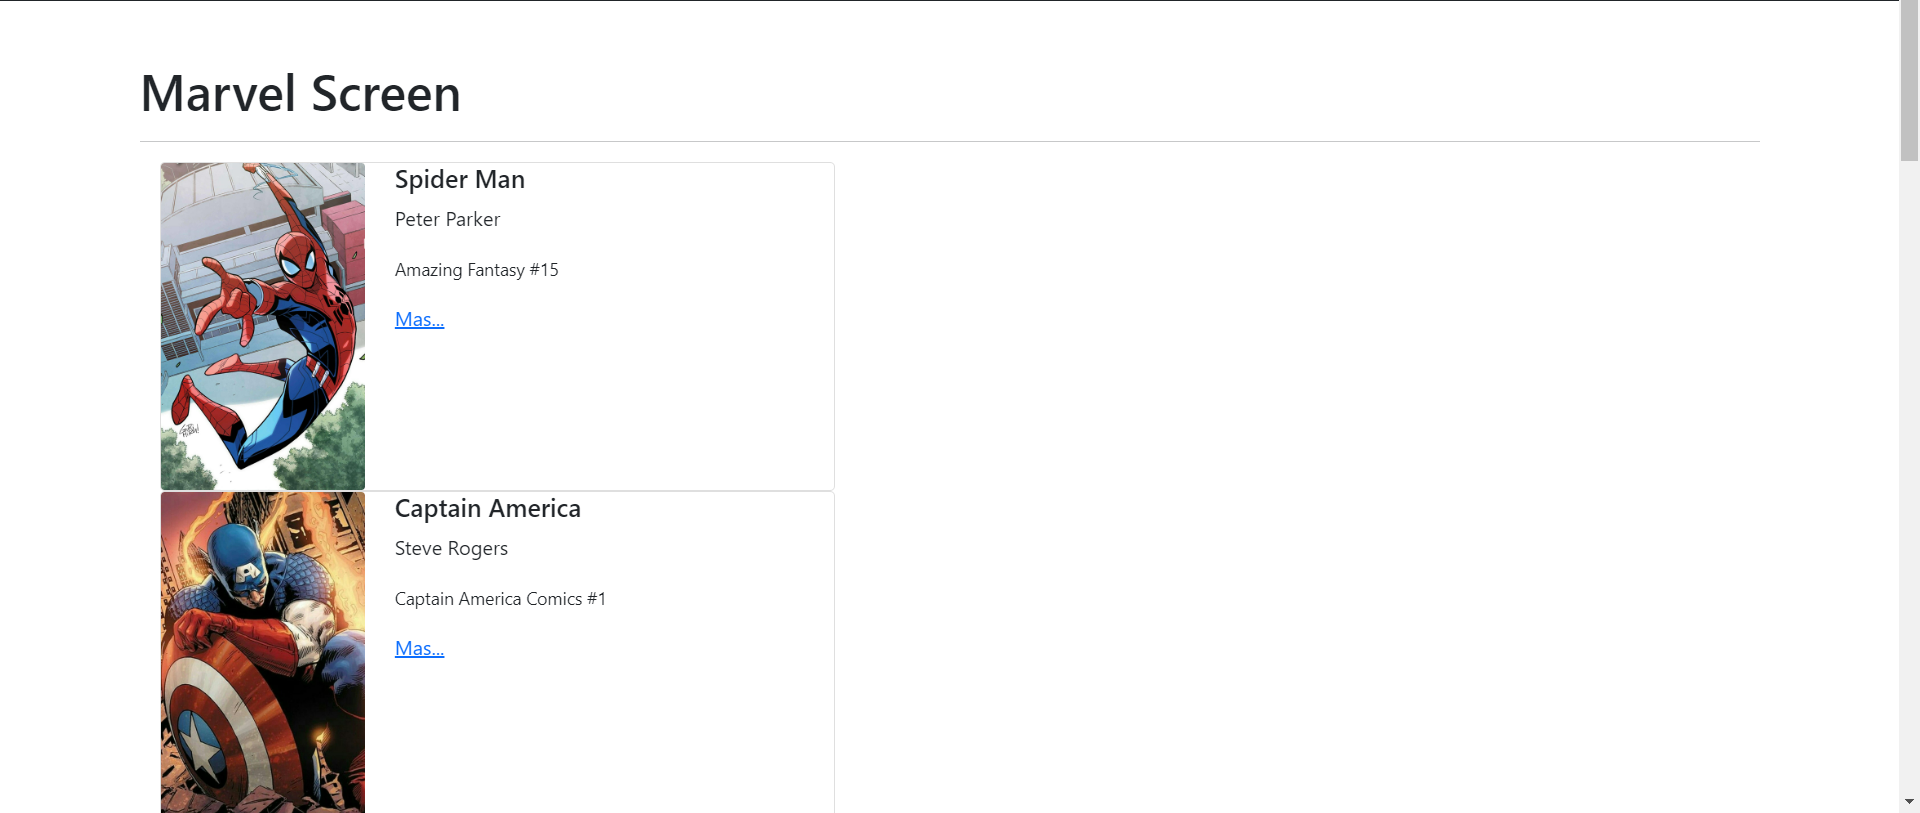 Marvel Screen
Spider Man
Peter Parker
Amazing Fantasy #15
Mas...
Captain America
Steve Rogers
Captain America Comics #1
Mas...